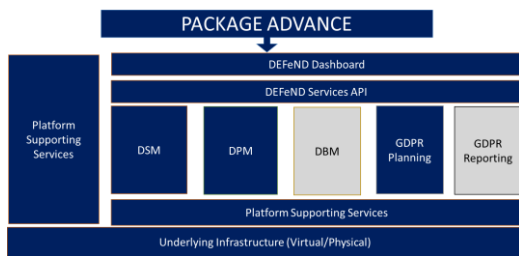 PACKAGE ADVANCE
DEFeND Dashboard
DEFeND Services API
Platform
Supporting
Services
DSM
DPM
DBM
GDPR
Planning
GDPR
Reporting
Platform Supporting Services
Underlying Infrastructure (Virtual/Physical)